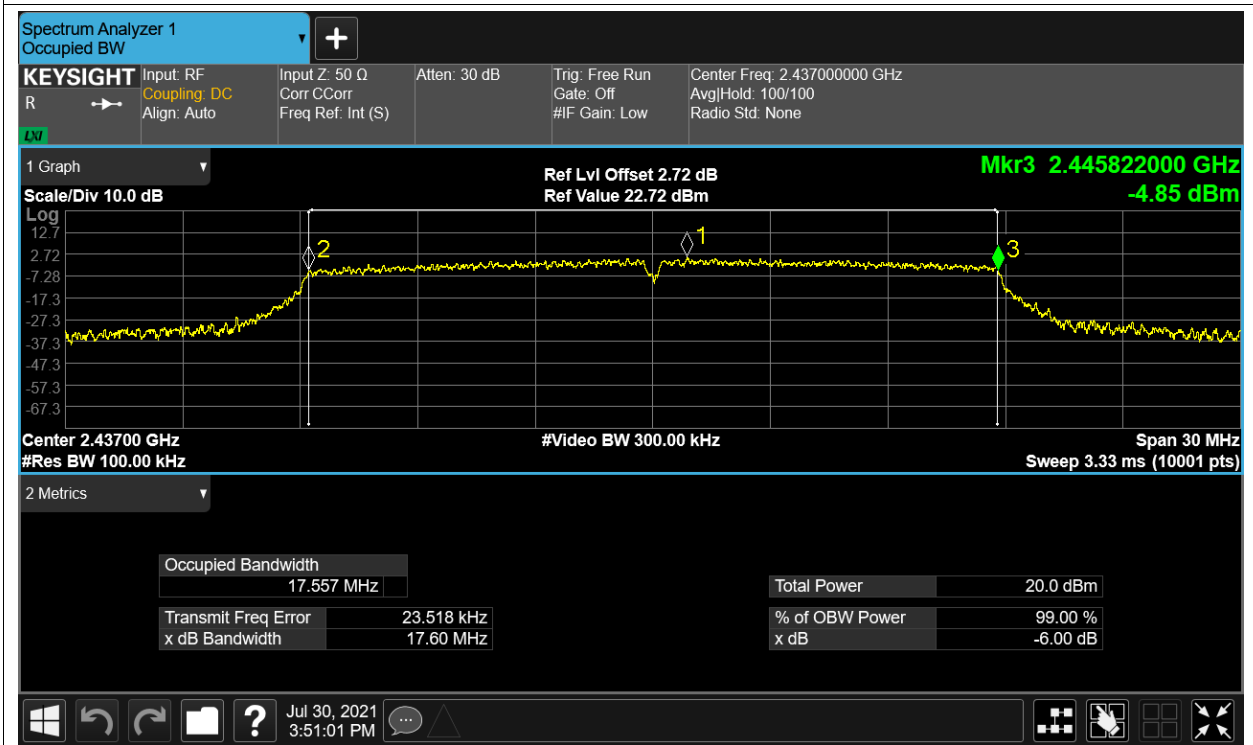 Spectrum Analyzer 1
Occupied BW
KEYSIGHT
R
LXI
Input: RF
Coupling: DC
Align: Auto
Input Z: 50 Ω
Corr CCorr
Freq Ref: Int (S)
Atten: 30 dB
Trig: Free Run
Gate: Off
#IF Gain: Low
Center Freq: 2.437000000 GHz
Avg|Hold: 100/100
Radio Std: None
1 Graph
Scale/Div 10.0 dB
Ref Lvl Offset 2.72 dB
Ref Value 22.72 dBm
Mkr3 2.445822000 GHz
-4.85 dBm
Log
12.7
2.72
-7.28
-17.3
-27.3
-37.3
-47.3
-57.3
-67.3
2
1
3
Center 2.43700 GHz
#Res BW 100.00 kHz
#Video BW 300.00 kHz
Span 30 MHz
Sweep 3.33 ms (10001 pts)
2 Metrics
Occupied Bandwidth
17.557 MHz
Transmit Freq Error 23.518 kHz
x dB Bandwidth 17.60 MHz
Total Power 20.0 dBm
% of OBW Power 99.00 %
x dB -6.00 dB
?
Jul 30, 2021
3:51:01 PM